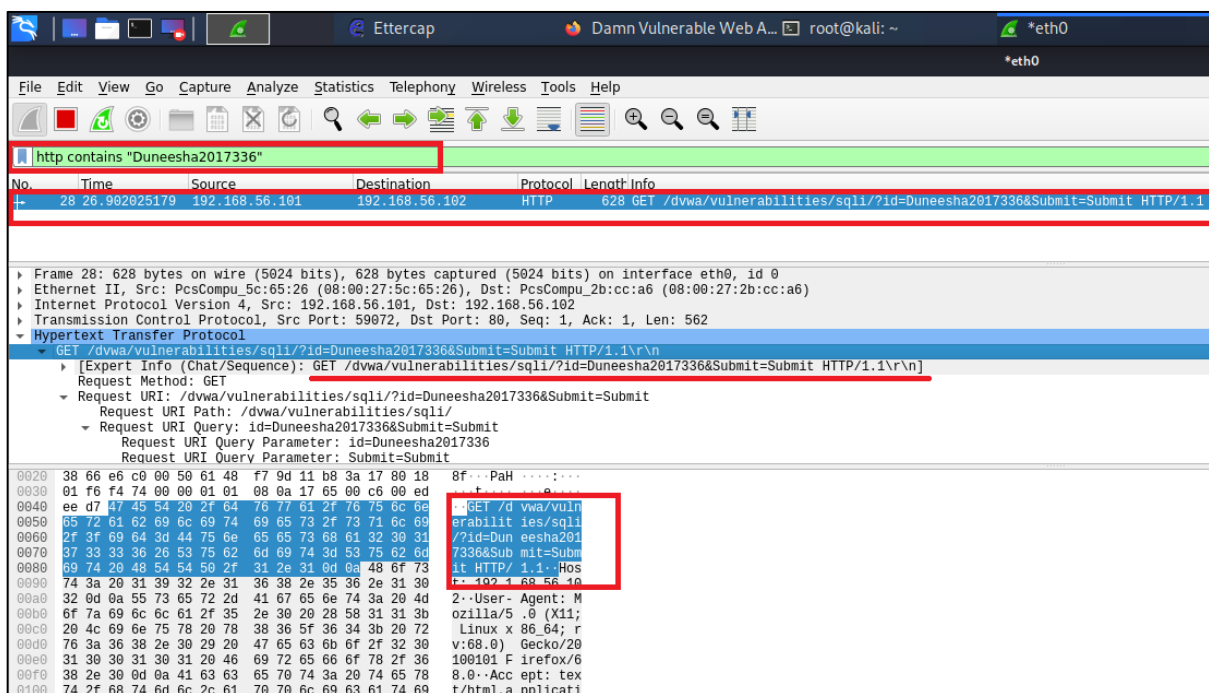 Ettercap Damn Vulnerable Web A... root@kali: ~ *eth0
*eth0
File Edit View Go Capture Analyze Statistics Telephony Wireless Tools Help
http contains "Duneesha2017336"
No. Time Source Destination Protocol Length Info
28 26.902025179 192.168.56.101 192.168.56.102 HTTP 628 GET /dvwa/vulnerabilities/sqli/?id=Duneesha2017336&Submit=Submit HTTP/1.1
Frame 28: 628 bytes on wire (5024 bits), 628 bytes captured (5024 bits) on interface eth0, id 0
Ethernet II, Src: PcsCompu_5c:65:26 (08:00:27:5c:65:26), Dst: PcsCompu_2b:cc:a6 (08:00:27:2b:cc:a6)
Internet Protocol Version 4, Src: 192.168.56.101, Dst: 192.168.56.102
Transmission Control Protocol, Src Port: 59072, Dst Port: 80, Seq: 1, Ack: 1, Len: 562
Hypertext Transfer Protocol
GET /dvwa/vulnerabilities/sqli/?id=Duneesha2017336&Submit=Submit HTTP/1.1\r\n
[Expert Info (Chat/Sequence): GET /dvwa/vulnerabilities/sqli/?id=Duneesha2017336&Submit=Submit HTTP/1.1\r\n]
Request Method: GET
Request URI: /dvwa/vulnerabilities/sqli/?id=Duneesha2017336&Submit=Submit
Request URI Path: /dvwa/vulnerabilities/sqli/
Request URI Query: id=Duneesha2017336&Submit=Submit
Request URI Query Parameter: id=Duneesha2017336
Request URI Query Parameter: Submit=Submit
0020 38 66 e6 c0 00 50 61 48 f7 9d 11 b8 3a 17 80 18 8f···PaH ····:···
0030 01 f6 f4 74 00 00 01 01 08 0a 17 65 00 c6 00 ed ···t···· ···e····
0040 ee d7 47 45 54 20 2f 64 76 77 61 2f 76 75 6c 6e ··GET /d vwa/vuln
0050 65 72 61 62 69 6c 69 74 69 65 73 2f 73 71 6c 69 erabilit ies/sqli
0060 2f 3f 69 64 3d 44 75 6e 65 65 73 68 61 32 30 31 /?id=Dun eesha201
0070 37 33 33 36 26 53 75 62 6d 69 74 3d 53 75 62 6d 7336&Sub mit=Subm
0080 69 74 20 48 54 54 50 2f 31 2e 31 0d 0a 48 6f 73 it HTTP/ 1.1··Hos
0090 74 3a 20 31 39 32 2e 31 36 38 2e 35 36 2e 31 30 t: 192.1 68.56.10
00a0 32 0d 0a 55 73 65 72 2d 41 67 65 6e 74 3a 20 4d 2··User- Agent: M
00b0 6f 7a 69 6c 6c 61 2f 35 2e 30 20 28 58 31 31 3b ozilla/5 .0 (X11;
00c0 20 4c 69 6e 75 78 20 78 38 36 5f 36 34 3b 20 72 Linux x 86_64; r
00d0 76 3a 36 38 2e 30 29 20 47 65 63 6b 6f 2f 32 30 v:68.0) Gecko/20
00e0 31 30 30 31 30 31 20 46 69 72 65 66 6f 78 2f 36 100101 F irefox/6
00f0 38 2e 30 0d 0a 41 63 63 65 70 74 3a 20 74 65 78 8.0··Acc ept: tex
0100 74 2f 68 74 6d 6c 2c 61 70 70 6c 69 63 61 74 69 t/html,a pplicati